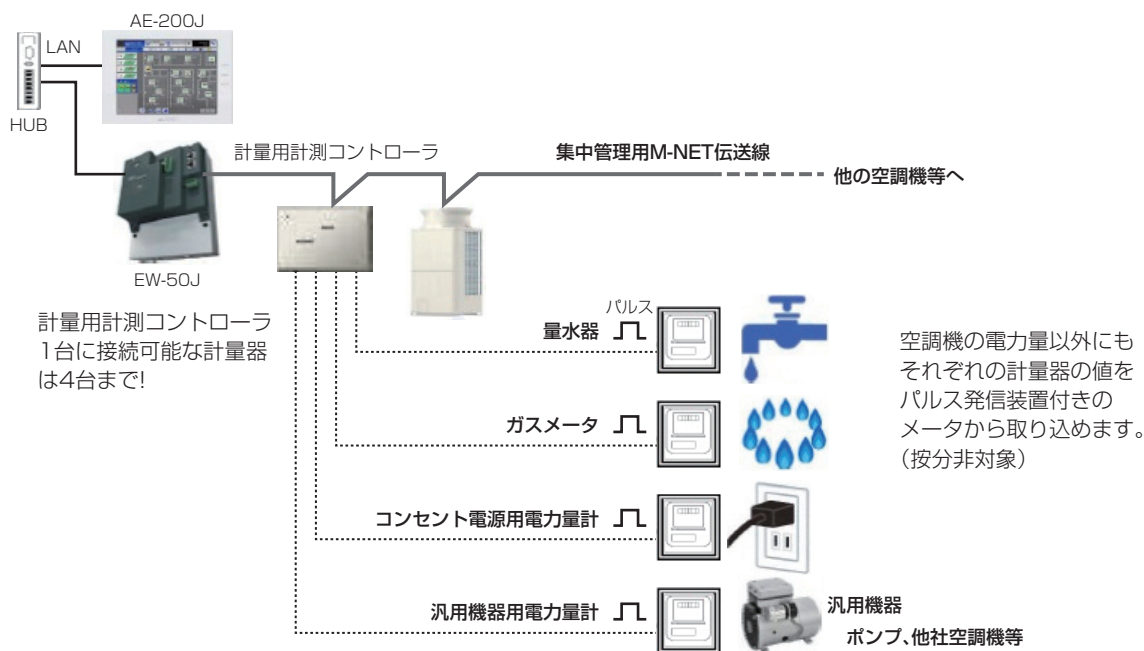 AE-200J
LAN
HUB
計量用計測コントローラ
集中管理用M-NET伝送線
他の空調機等へ
EW-50J
計量用計測コントローラ
1台に接続可能な計量器
は4台まで!
パルス
量水器
ガスメータ
コンセント電源用電力量計
汎用機器用電力量計
空調機の電力量以外にも
それぞれの計量器の値を
パルス発信装置付きの
メータから取り込めます。
（按分非対象）
汎用機器
ポンプ、他社空調機等